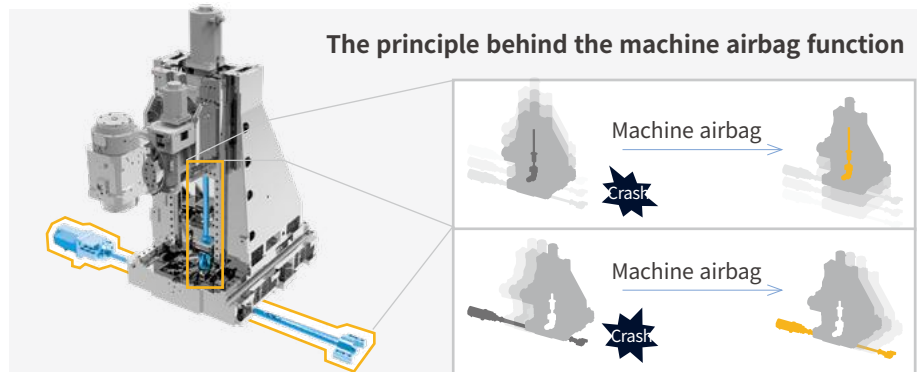 The principle behind the machine airbag function
Machine airbag
Crash
Machine airbag
Crash